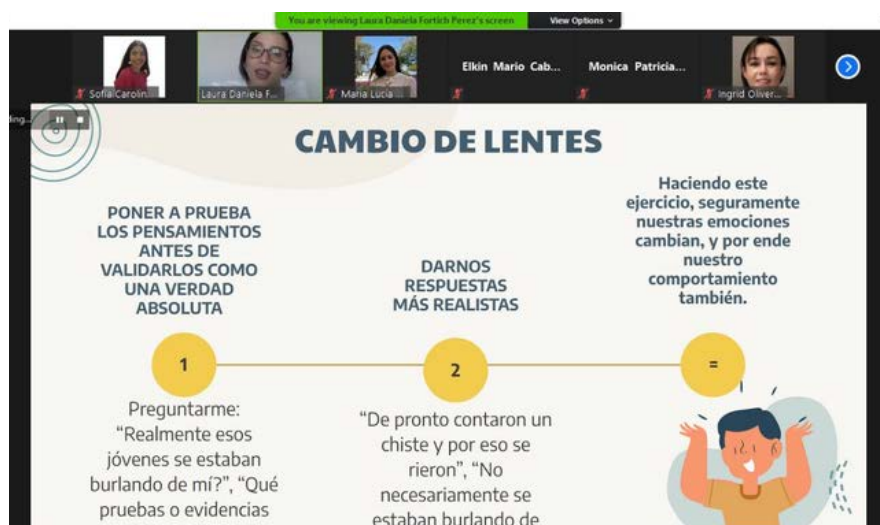 You are viewing Laura Daniela Fortich Perez's screen
View Options
Sofia Carolin...
Laura Daniela F...
Maria Lucia
Elkin Mario Cab...
Monica Patricia...
Ingrid Oliver...
ding...
CAMBIO DE LENTES
PONER A PRUEBA
LOS PENSAMIENTOS
ANTES DE
VALIDARLOS COMO
UNA VERDAD
ABSOLUTA
1
Preguntarme:
“Realmente esos
jóvenes se estaban
burlando de mí?”, “Qué
pruebas o evidencias
DARNOS
RESPUESTAS
MÁS REALISTAS
2
“De pronto contaron un
chiste y por eso se
rieron”, “No
necesariamente se
estaban burlando de
Haciendo este
ejercicio, seguramente
nuestras emociones
cambian, y por ende
nuestro
comportamiento
también.
=